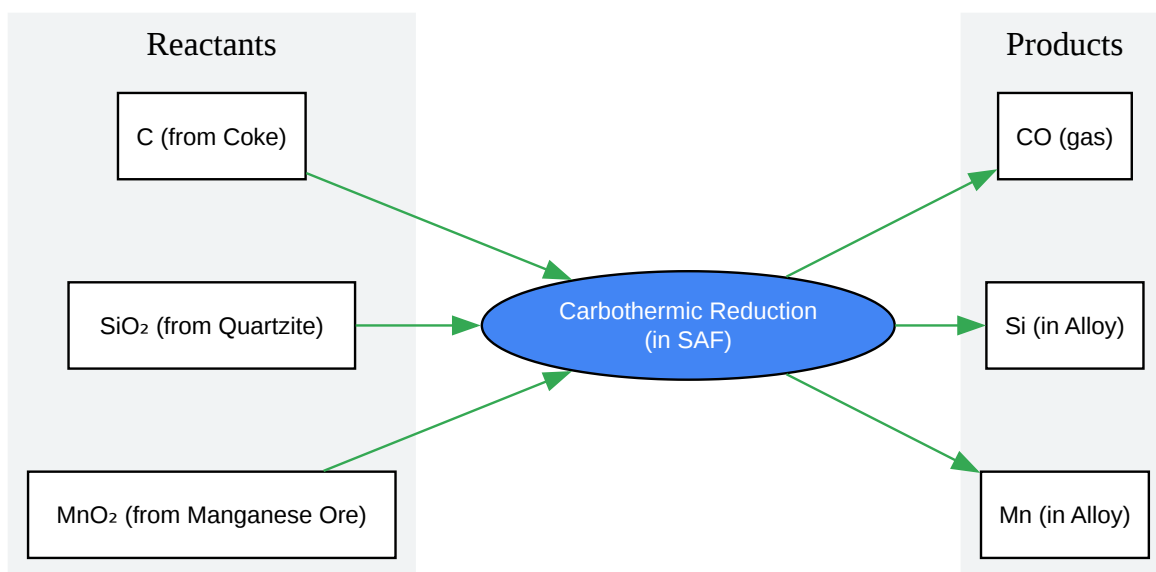 Reactants
Products
C (from Coke)
CO (gas)
SiO₂ (from Quartzite)
Carbothermic Reduction
(in SAF)
Si (in Alloy)
MnO₂ (from Manganese Ore)
Mn (in Alloy)